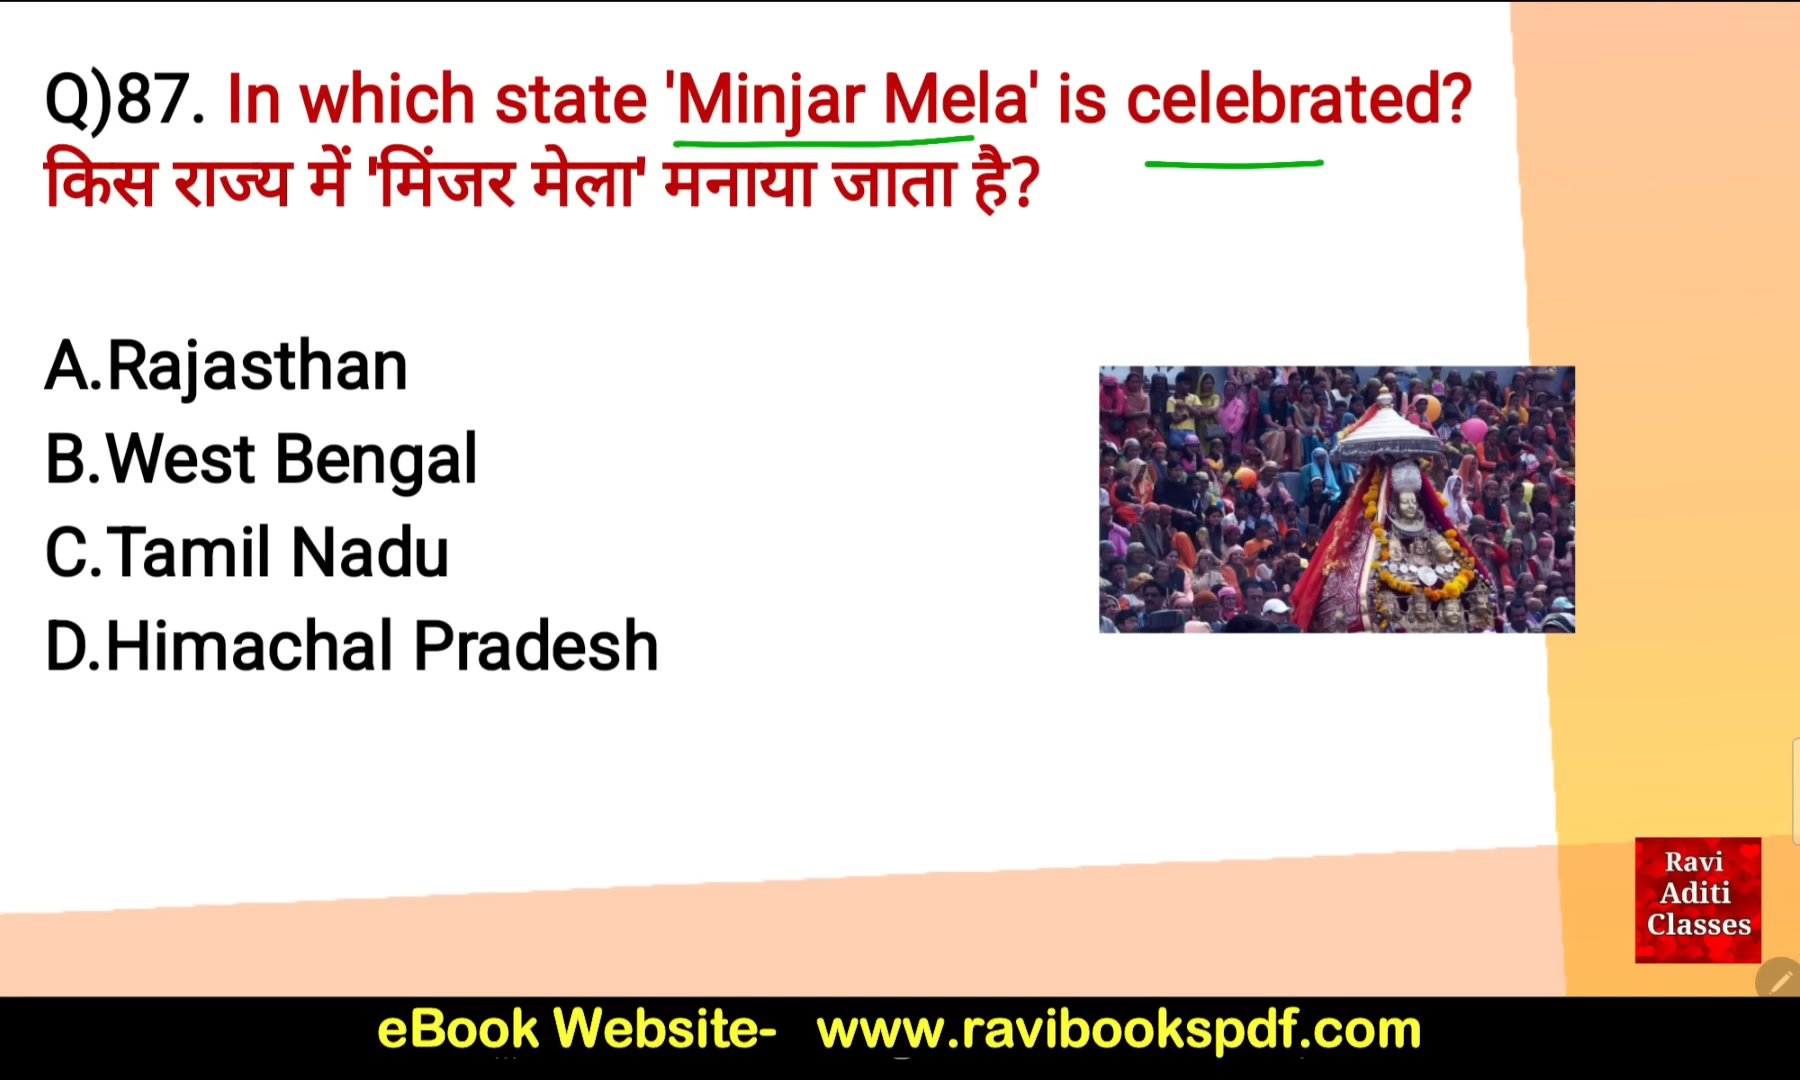 Q)87. In which state 'Minjar Mela' is celebrated?
किस राज्य में 'मिंजर मेला' मनाया जाता है?
A.Rajasthan
B.West Bengal
C.Tamil Nadu
D.Himachal Pradesh
Ravi
Aditi
Classes
eBook Website- www.ravibookspdf.com